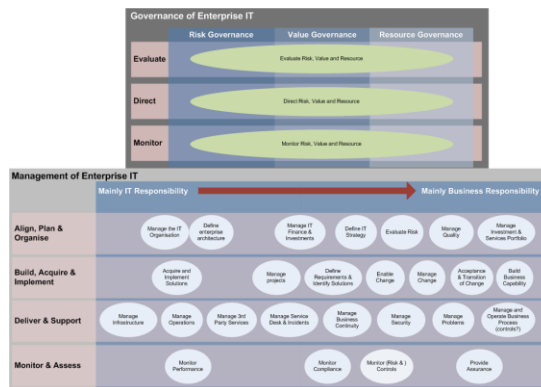 Governance of Enterprise IT
Risk Governance Value Governance Resource Governance
Evaluate
Evaluate Risk, Value and Resource
Direct
Direct Risk, Value and Resource
Monitor
Monitor Risk, Value and Resource
Management of Enterprise IT
Mainly IT Responsibility Mainly Business Responsibility
Align, Plan &
Organise
Manage the IT
Organisation
Define
enterprise
architecture
Manage IT
Finance &
Investments
Define IT
Strategy
Evaluate Risk
Manage
Quality
Manage
Investment &
Services Portfolio
Build, Acquire &
Implement
Acquire and
Implement
Solutions
Manage
projects
Define
Requirements &
Identify Solutions
Enable
Change
Manage
Change
Acceptance
& Transition
of Change
Build
Business
Capability
Deliver & Support
Manage
Infrastructure
Manage
Operations
Manage 3rd
Party Services
Manage Service
Desk & Incidents
Manage
Business
Continuity
Manage
Security
Manage
Problems
Manage and
Operate Business
Process
(controls?)
Monitor & Assess
Monitor
Performance
Monitor
Compliance
Monitor (Risk & )
Controls
Provide
Assurance